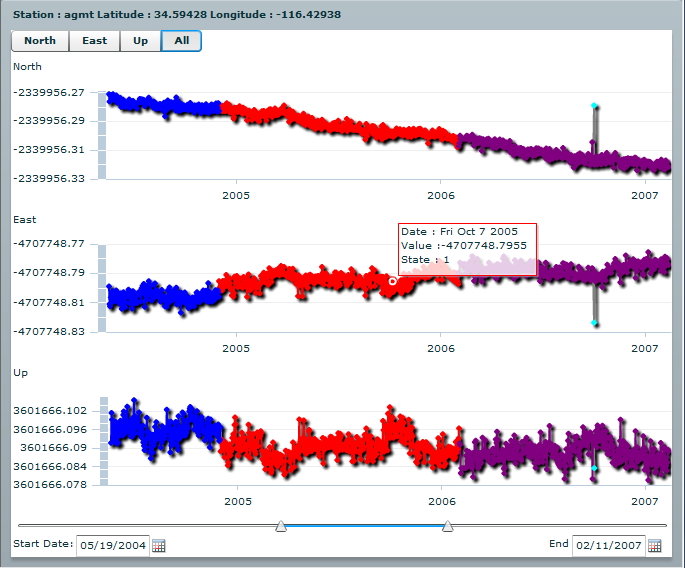 Station : agmt Latitude : 34.59428 Longitude : -116.42938
North East Up All
North
-2339956.27
-2339956.29
-2339956.31
-2339956.33
2005 2006 2007
East
-4707748.77
-4707748.79
-4707748.81
-4707748.83
Date : Fri Oct 7 2005
Value :-4707748.7955
State : 1
2005 2006 2007
Up
3601666.102
3601666.096
3601666.09
3601666.084
3601666.078
2005 2006 2007
Start Date: 05/19/2004 End 02/11/2007